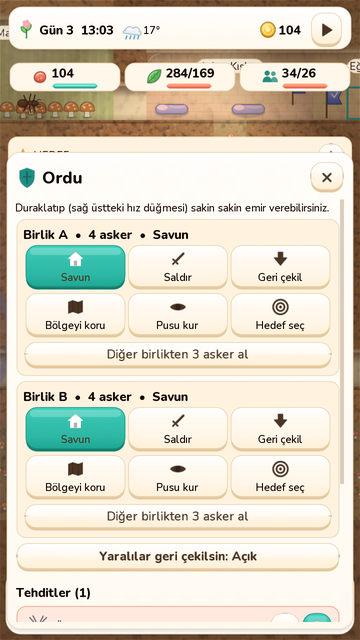 Gün 3 13:03 17° 104
104 284/169 34/26
Ordu
Duraklatıp (sağ üstteki hız düğmesi) sakin sakin emir verebilirsiniz.
Birlik A • 4 asker • Savun
Savun Saldır Geri çekil
Bölgeyi koru Pusu kur Hedef seç
Diğer birlikten 3 asker al
Birlik B • 4 asker • Savun
Savun Saldır Geri çekil
Bölgeyi koru Pusu kur Hedef seç
Diğer birlikten 3 asker al
Yaralılar geri çekilsin: Açık
Tehditler (1)